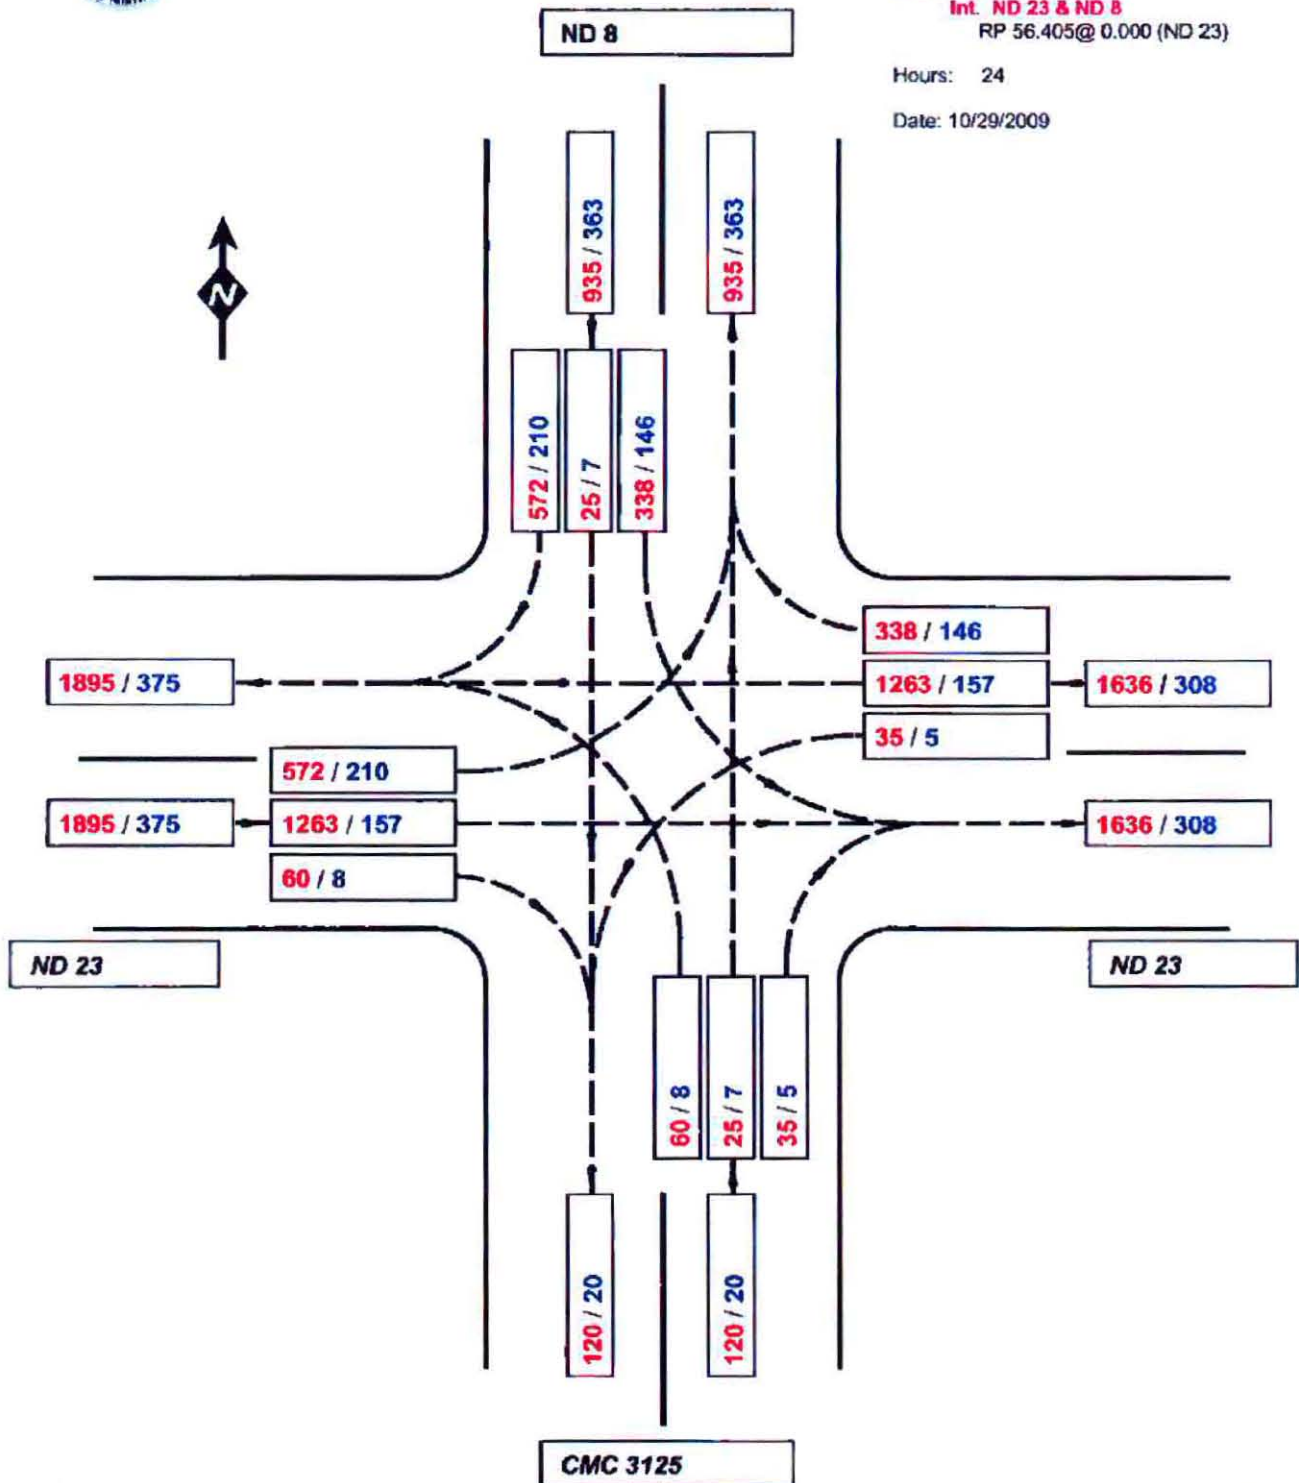 Int. ND 23 & ND 8
RP 56.405@ 0.000 (ND 23)
Hours: 24
Date: 10/29/2009
ND 8
N
935 / 363
935 / 363
572 / 210
25 / 7
338 / 146
338 / 146
1895 / 375
1263 / 157
1636 / 308
35 / 5
572 / 210
1895 / 375
1263 / 157
1636 / 308
60 / 8
ND 23
ND 23
60 / 8
25 / 7
35 / 5
120 / 20
120 / 20
CMC 3125